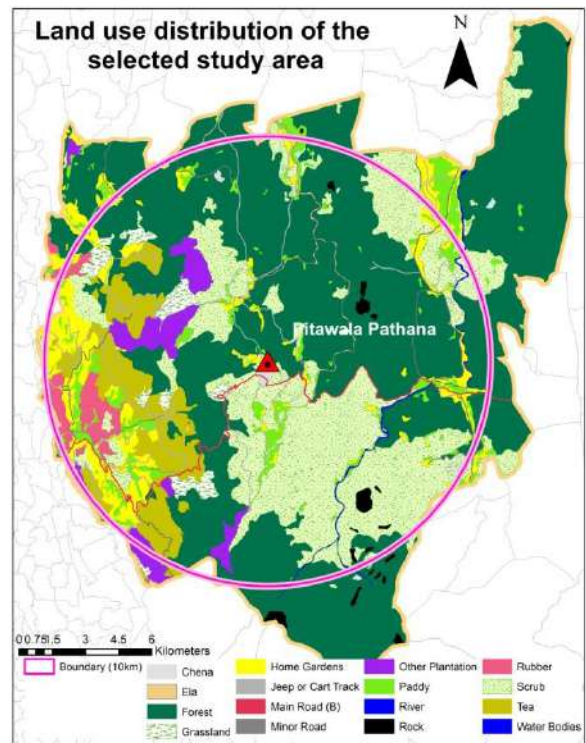 Land use distribution of the
selected study area
N
Pitawala Pathana
0 0.75 1.5 3 4.5 6
Kilometers
Boundary (10km)
Chena
Ela
Forest
Grassland
Home Gardens
Jeep or Cart Track
Main Road (B)
Minor Road
Other Plantation
Paddy
River
Rock
Rubber
Scrub
Tea
Water Bodies